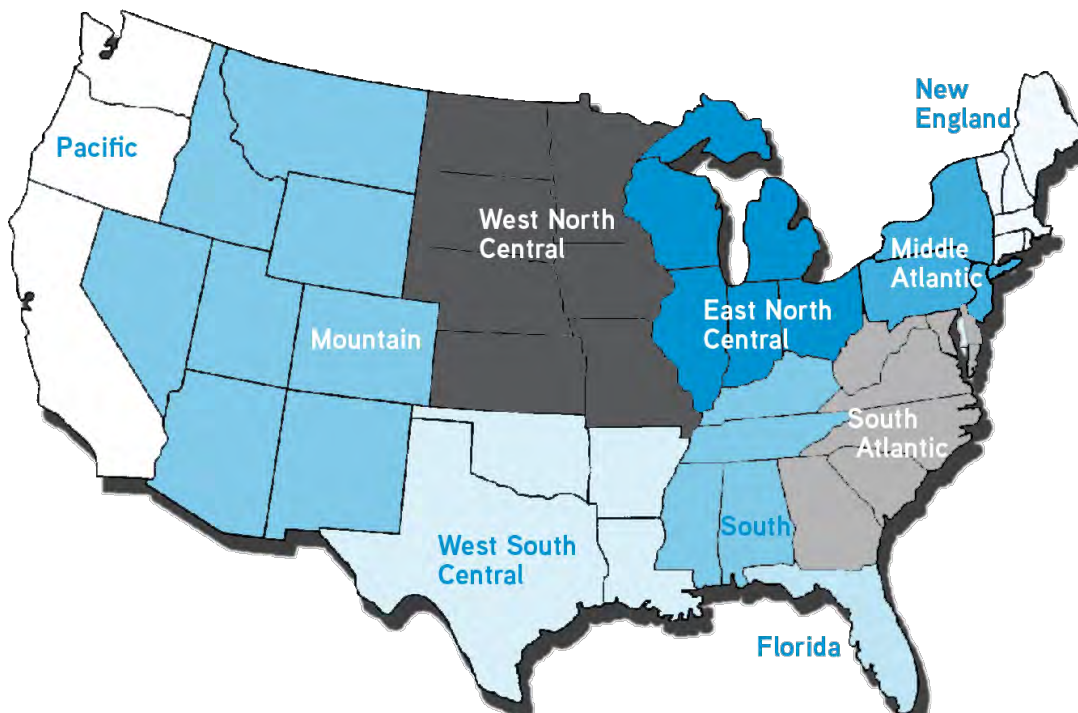 New
England
Pacific
West North
Central
Middle
Atlantic
East North
Central
Mountain
South
Atlantic
South
West South
Central
Florida